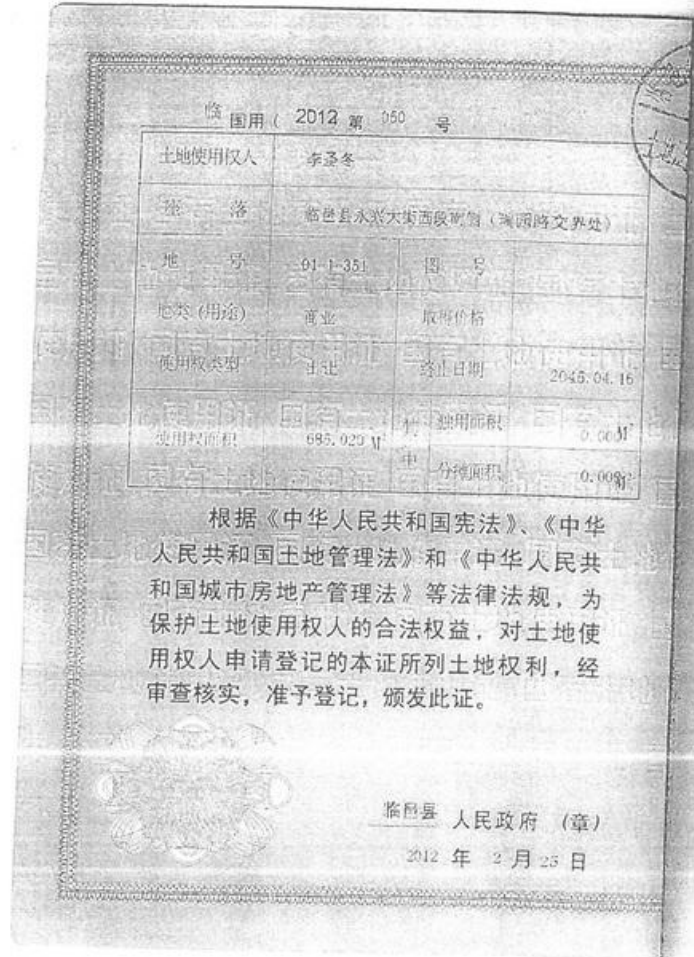 临 国用( 2012 第 050 号
土地使用权人 李圣冬
座 落 临邑县永兴大街西段南侧(路交界处)
地 号 01-1-351 图 号
地类(用途) 商业 取得价格
使用权类型 出让 终止日期 2045.04.16
使用权面积 685.020 M² 其中 独用面积 0.000 M²
分摊面积 0.000 M²
根据《中华人民共和国宪法》、《中华
人民共和国土地管理法》和《中华人民共
和国城市房地产管理法》等法律法规,为
保护土地使用权人的合法权益,对土地使
用权人申请登记的本证所列土地权利,经
审查核实,准予登记,颁发此证。
临邑县 人民政府 (章)
2012 年 2 月 25 日